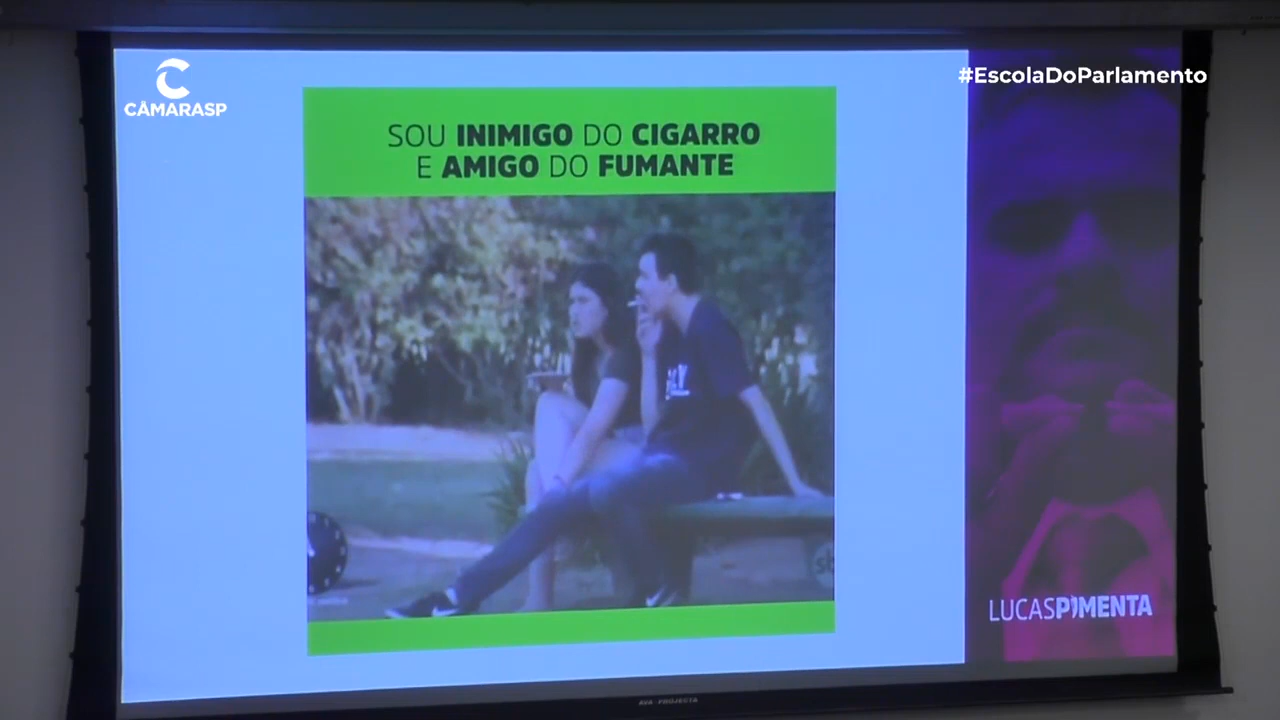 CÂMARASP
#EscolaDoParlamento
SOU INIMIGO DO CIGARRO
E AMIGO DO FUMANTE
LUCASPIMENTA